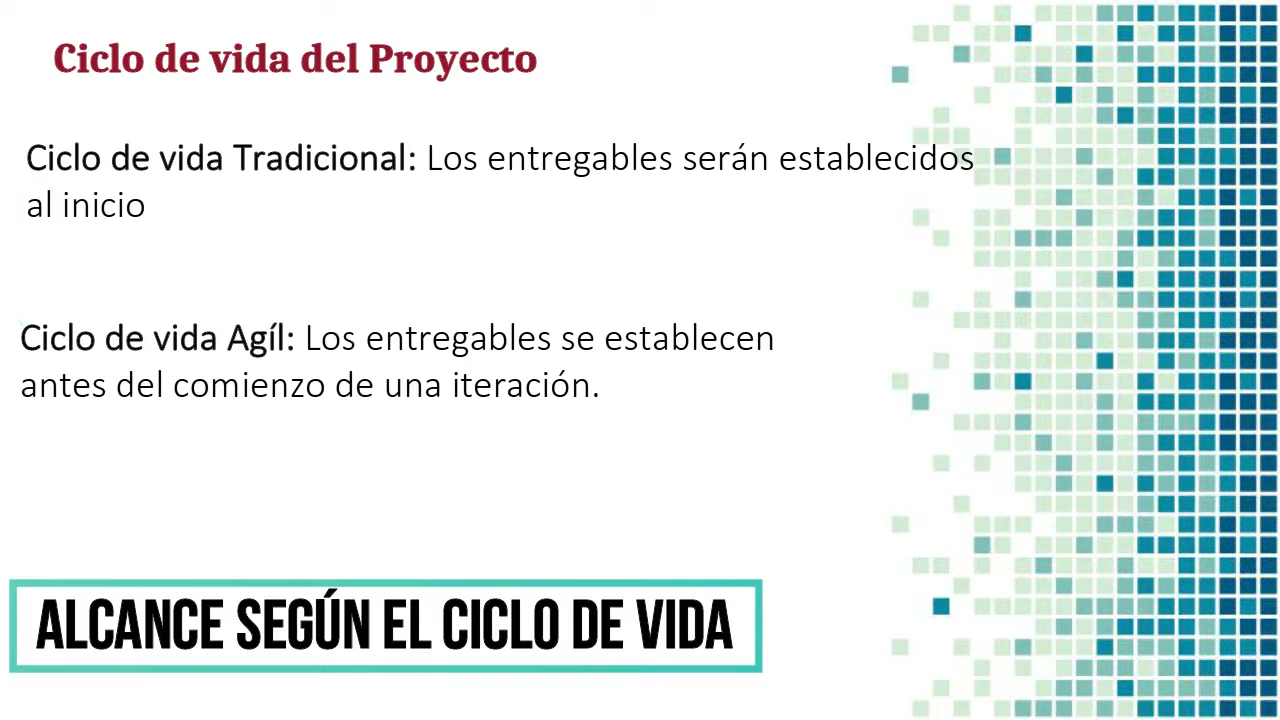 Ciclo de vida del Proyecto
Ciclo de vida Tradicional: Los entregables serán establecidos
al inicio
Ciclo de vida Agíl: Los entregables se establecen
antes del comienzo de una iteración.
ALCANCE SEGÚN EL CICLO DE VIDA